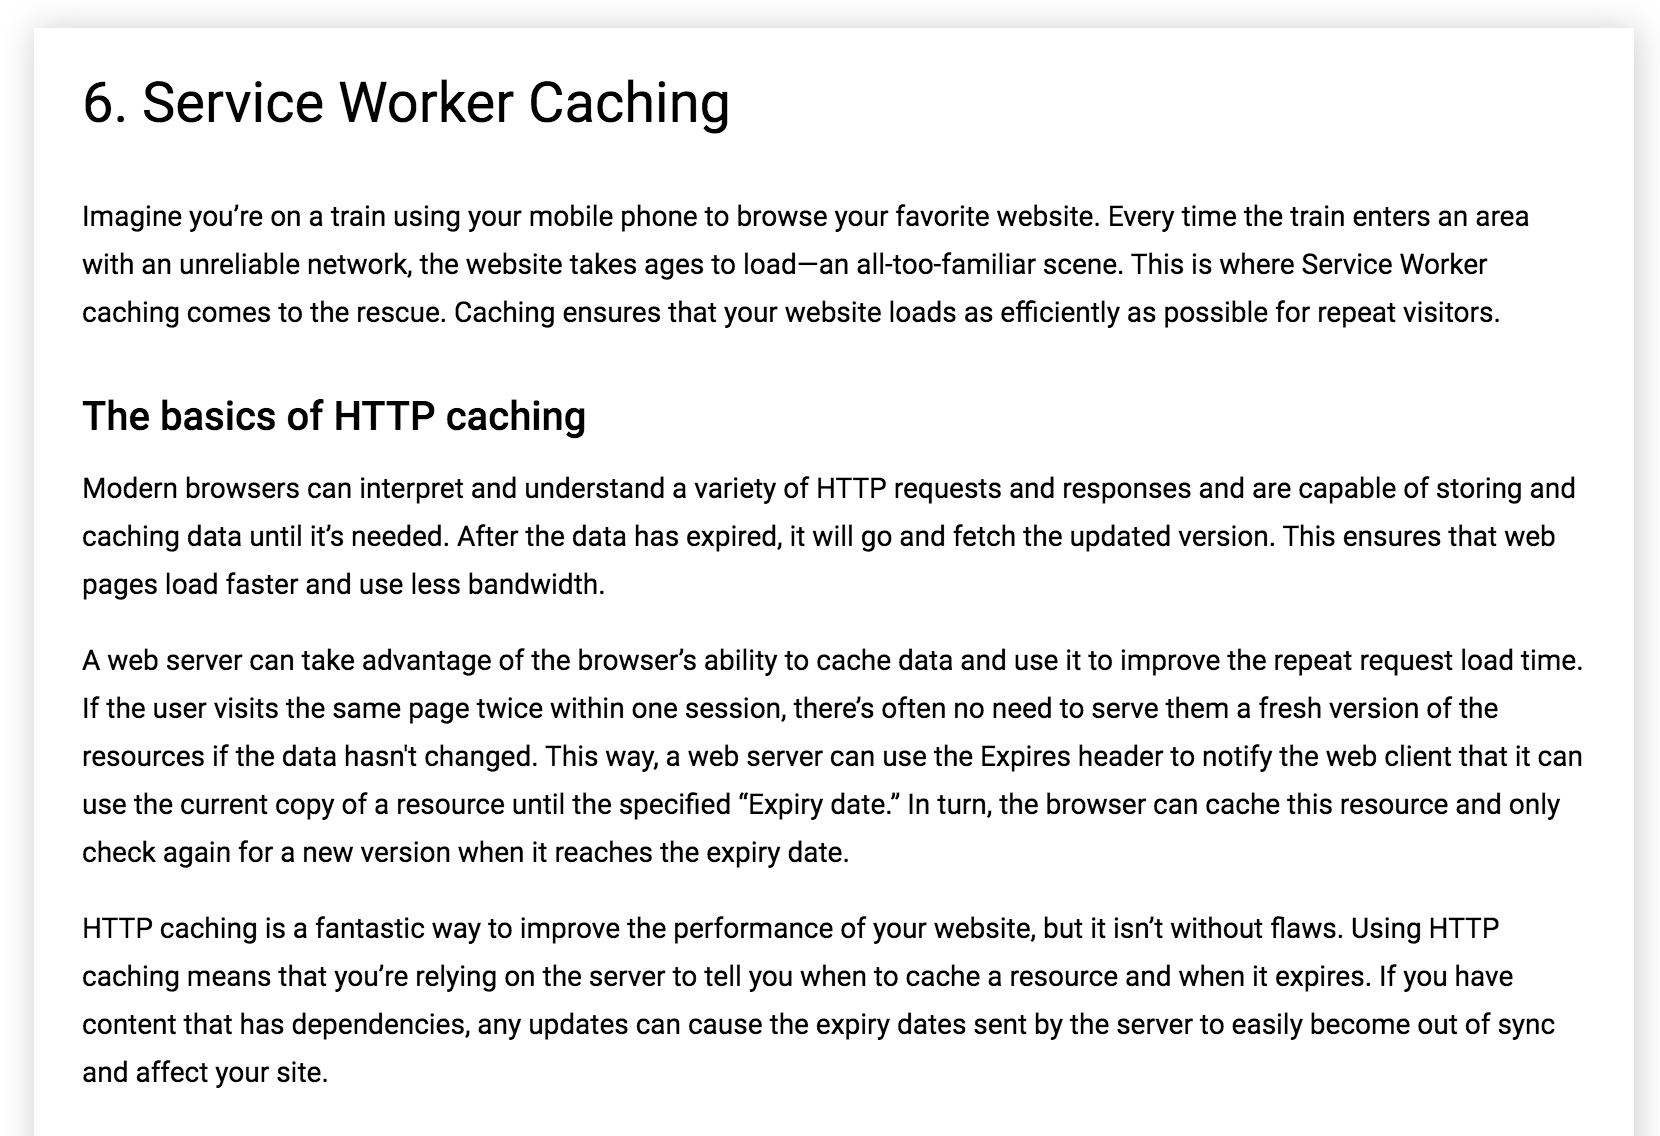 6. Service Worker Caching
Imagine you’re on a train using your mobile phone to browse your favorite website. Every time the train enters an area
with an unreliable network, the website takes ages to load—an all-too-familiar scene. This is where Service Worker
caching comes to the rescue. Caching ensures that your website loads as efficiently as possible for repeat visitors.
The basics of HTTP caching
Modern browsers can interpret and understand a variety of HTTP requests and responses and are capable of storing and
caching data until it’s needed. After the data has expired, it will go and fetch the updated version. This ensures that web
pages load faster and use less bandwidth.
A web server can take advantage of the browser’s ability to cache data and use it to improve the repeat request load time.
If the user visits the same page twice within one session, there’s often no need to serve them a fresh version of the
resources if the data hasn't changed. This way, a web server can use the Expires header to notify the web client that it can
use the current copy of a resource until the specified “Expiry date.” In turn, the browser can cache this resource and only
check again for a new version when it reaches the expiry date.
HTTP caching is a fantastic way to improve the performance of your website, but it isn’t without flaws. Using HTTP
caching means that you’re relying on the server to tell you when to cache a resource and when it expires. If you have
content that has dependencies, any updates can cause the expiry dates sent by the server to easily become out of sync
and affect your site.